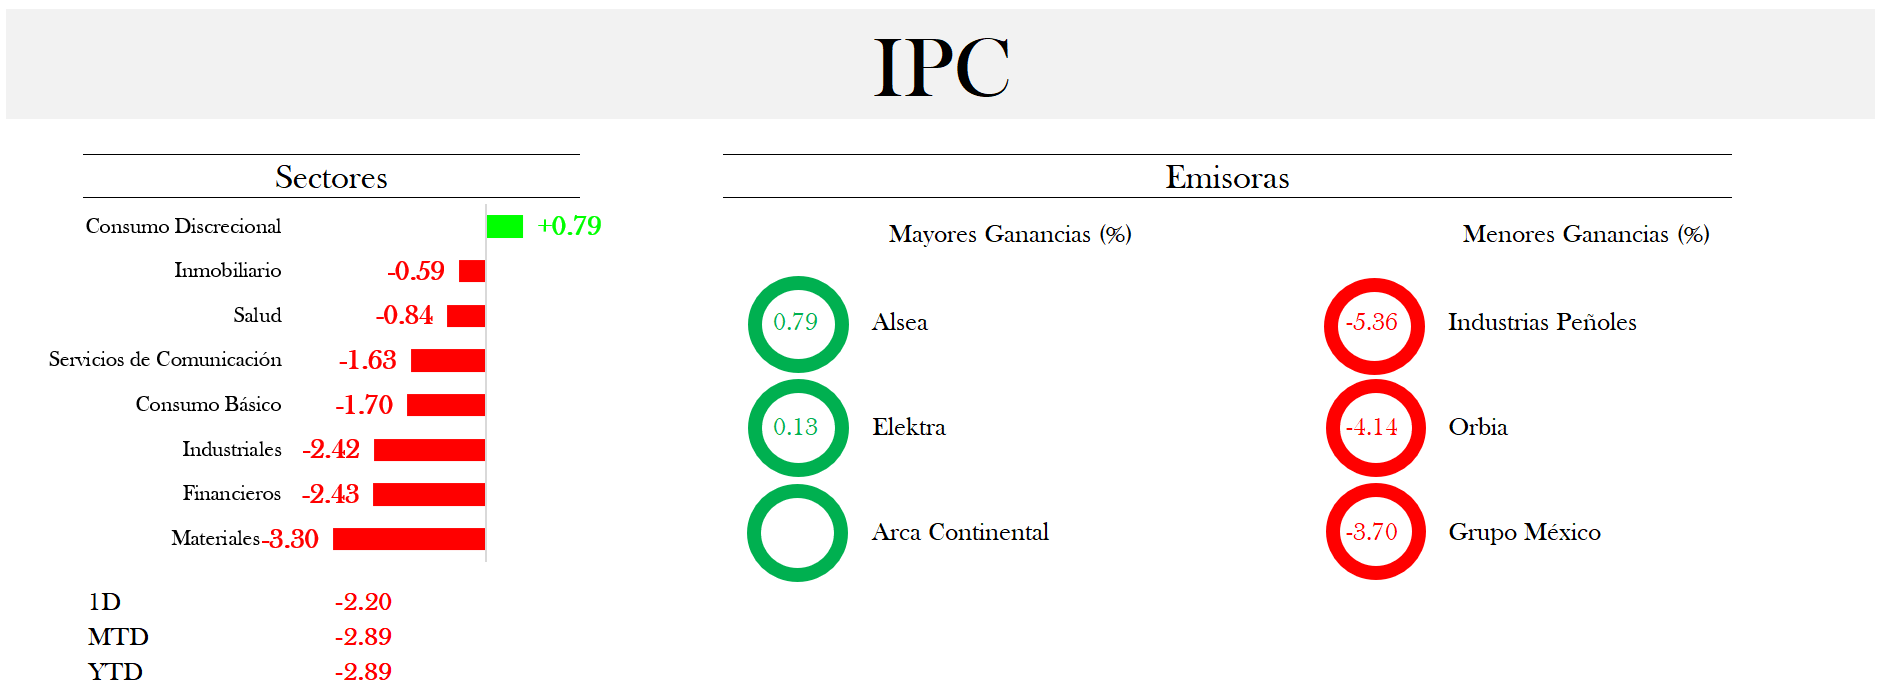 IPC
Sectores
Consumo Discrecional +0.79
Inmobiliario -0.59
Salud -0.84
Servicios de Comunicación -1.63
Consumo Básico -1.70
Industriales -2.42
Financieros -2.43
Materiales -3.30
1D -2.20
MTD -2.89
YTD -2.89
Emisoras
Mayores Ganancias (%)
0.79 Alsea
0.13 Elektra
Arca Continental
Menores Ganancias (%)
-5.36 Industrias Peñoles
-4.14 Orbia
-3.70 Grupo México